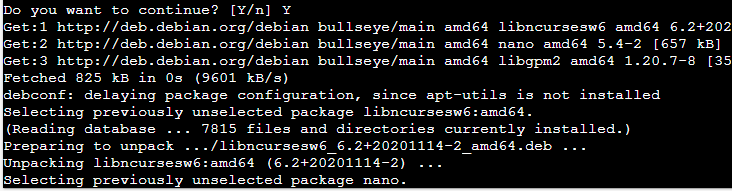 Do you want to continue? [Y/n] Y
Get:1 http://deb.debian.org/debian bullseye/main amd64 libncursesw6 amd64 6.2+202
Get:2 http://deb.debian.org/debian bullseye/main amd64 nano amd64 5.4-2 [657 kB]
Get:3 http://deb.debian.org/debian bullseye/main amd64 libgpm2 amd64 1.20.7-8 [35
Fetched 825 kB in 0s (9601 kB/s)
debconf: delaying package configuration, since apt-utils is not installed
Selecting previously unselected package libncursesw6:amd64.
(Reading database ... 7815 files and directories currently installed.)
Preparing to unpack .../libncursesw6_6.2+20201114-2_amd64.deb ...
Unpacking libncursesw6:amd64 (6.2+20201114-2) ...
Selecting previously unselected package nano.